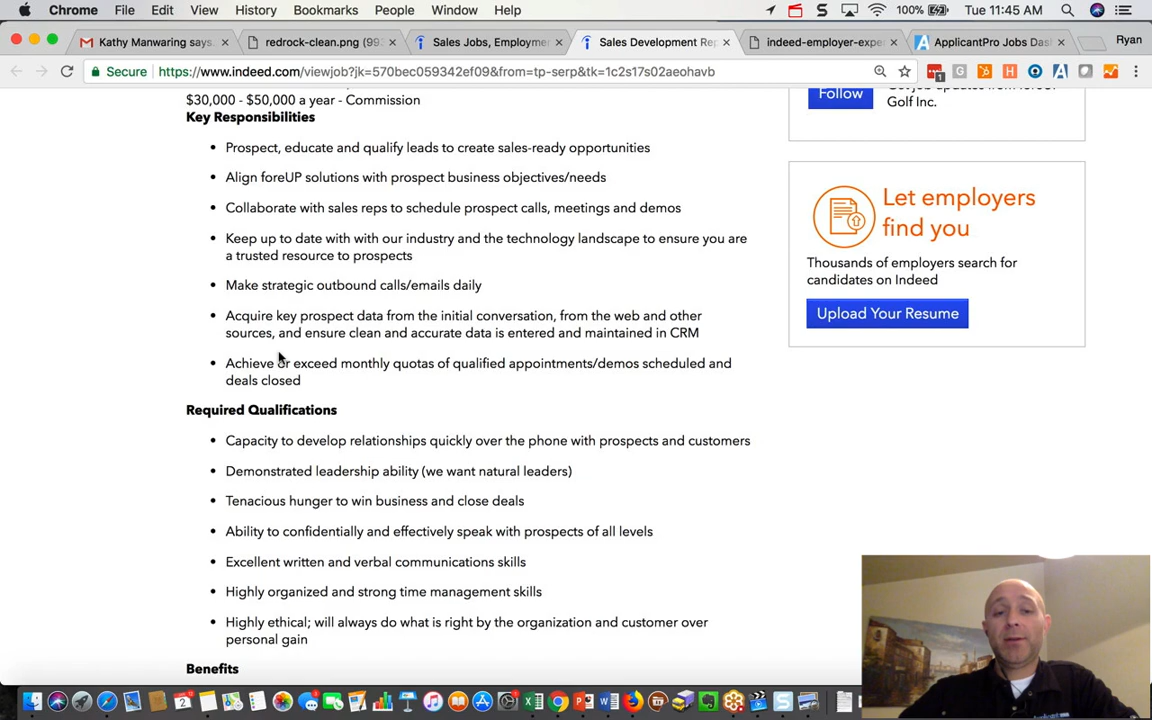 Chrome File Edit View History Bookmarks People Window Help 100% Tue 11:45 AM
Kathy Manwaring says redrock-clean.png (993 Sales Jobs, Employmen Sales Development Rep indeed-employer-expe ApplicantPro Jobs Das Ryan
Secure https://www.indeed.com/viewjob?jk=570bec059342ef09&from=tp-serp&tk=1c2s17s02aeohavb
$30,000 - $50,000 a year - Commission
Key Responsibilities
Prospect, educate and qualify leads to create sales-ready opportunities
Align foreUP solutions with prospect business objectives/needs
Collaborate with sales reps to schedule prospect calls, meetings and demos
Keep up to date with with our industry and the technology landscape to ensure you are
a trusted resource to prospects
Make strategic outbound calls/emails daily
Acquire key prospect data from the initial conversation, from the web and other
sources, and ensure clean and accurate data is entered and maintained in CRM
Achieve or exceed monthly quotas of qualified appointments/demos scheduled and
deals closed
Required Qualifications
Capacity to develop relationships quickly over the phone with prospects and customers
Demonstrated leadership ability (we want natural leaders)
Tenacious hunger to win business and close deals
Ability to confidentially and effectively speak with prospects of all levels
Excellent written and verbal communications skills
Highly organized and strong time management skills
Highly ethical; will always do what is right by the organization and customer over
personal gain
Benefits
Follow
Golf Inc.
Let employers
find you
Thousands of employers search for
candidates on Indeed
Upload Your Resume